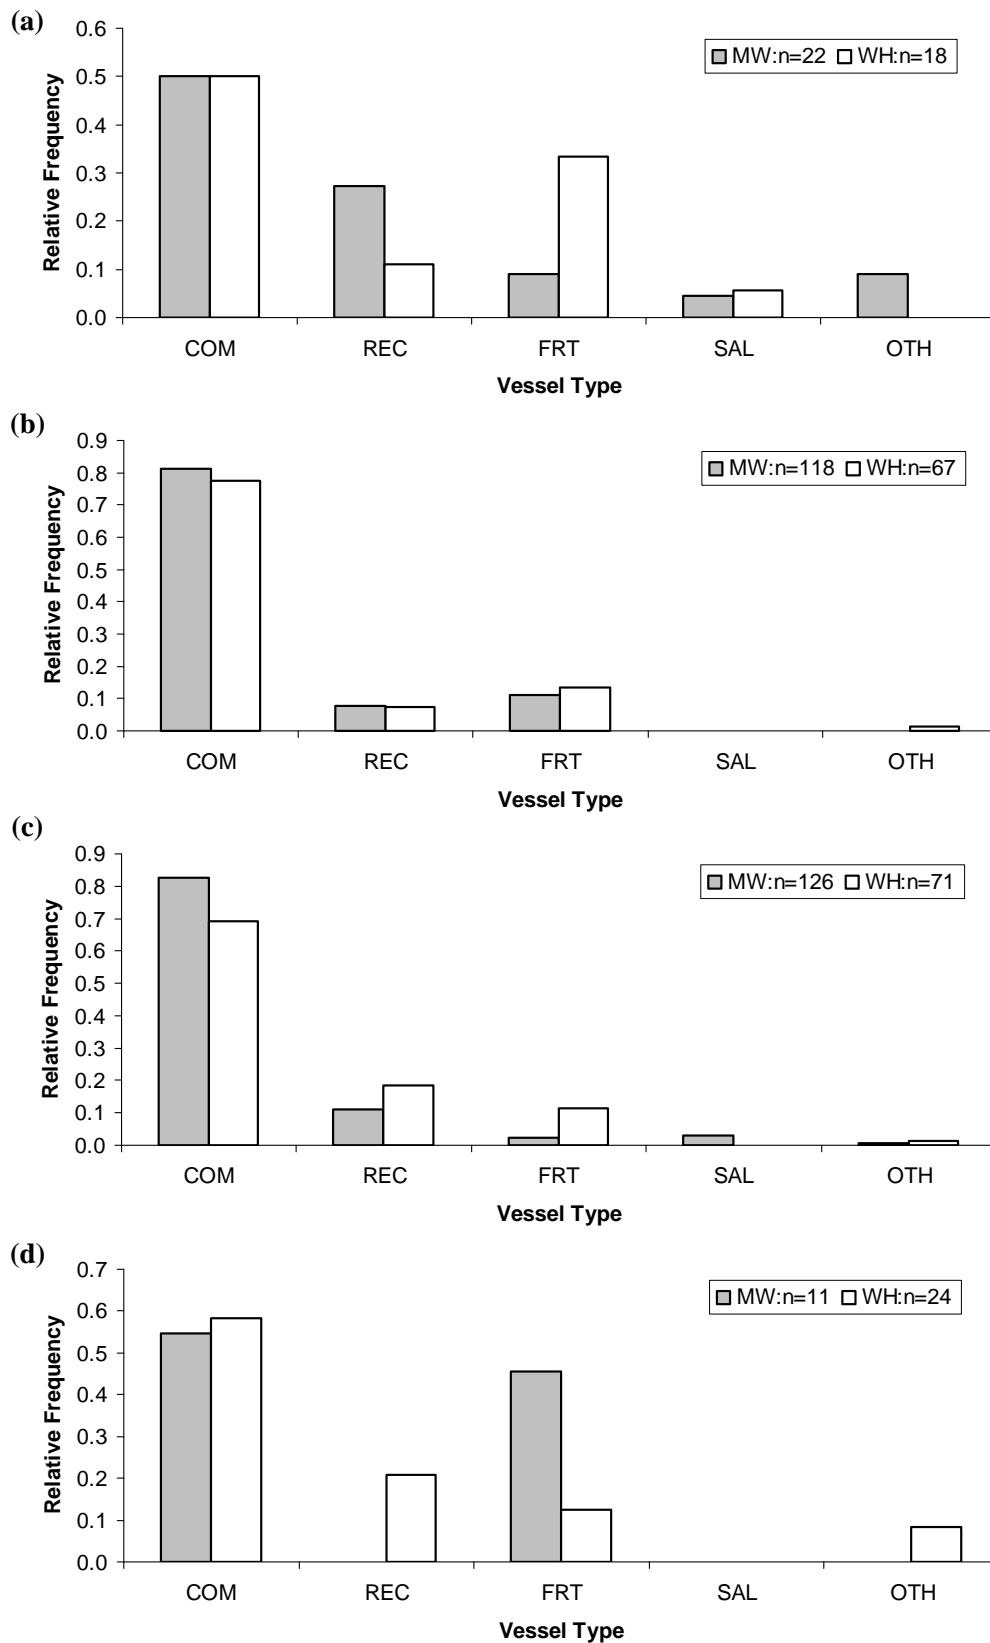 (a)
Relative Frequency
0.6
0.5
0.4
0.3
0.2
0.1
0.0
MW:n=22 WH:n=18
COM REC FRT SAL OTH
Vessel Type
(b)
Relative Frequency
0.9
0.8
0.7
0.6
0.5
0.4
0.3
0.2
0.1
0.0
MW:n=118 WH:n=67
COM REC FRT SAL OTH
Vessel Type
(c)
Relative Frequency
0.9
0.8
0.7
0.6
0.5
0.4
0.3
0.2
0.1
0.0
MW:n=126 WH:n=71
COM REC FRT SAL OTH
Vessel Type
(d)
Relative Frequency
0.7
0.6
0.5
0.4
0.3
0.2
0.1
0.0
MW:n=11 WH:n=24
COM REC FRT SAL OTH
Vessel Type